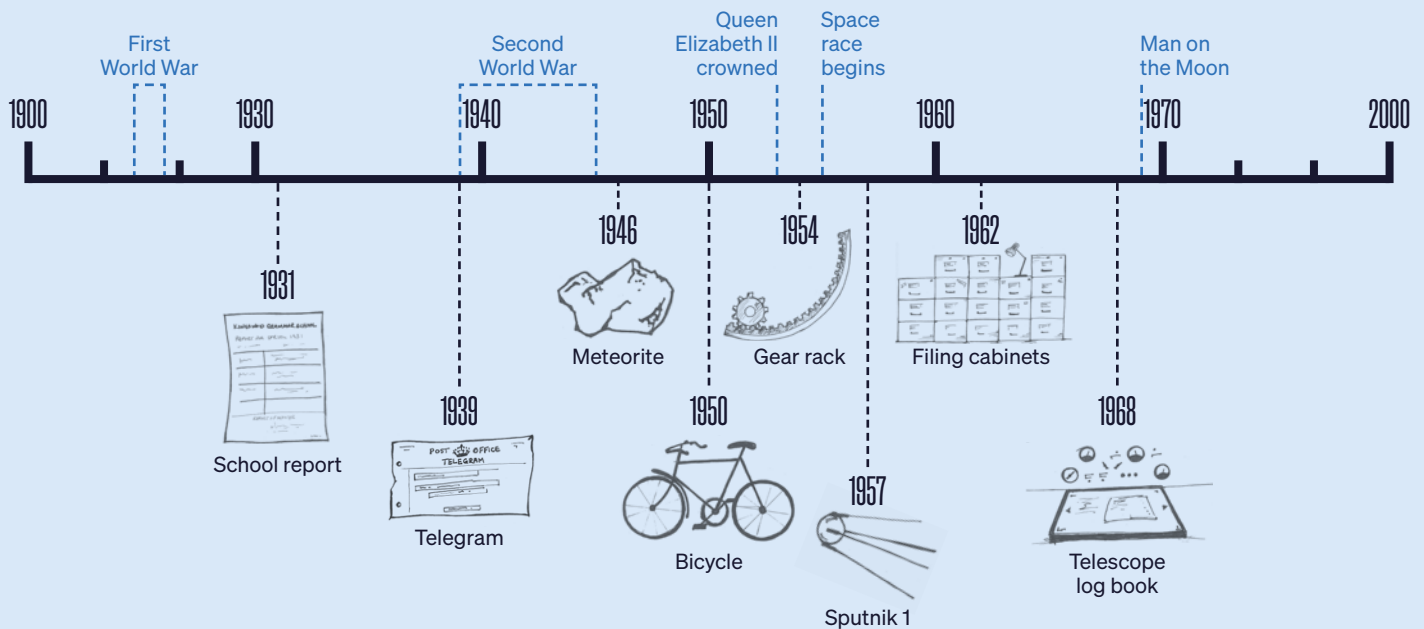 First
World War
Second
World War
Queen
Elizabeth II
crowned
Space
race
begins
Man on
the Moon
1900
1930
1940
1950
1960
1970
2000
1931
School report
1939
POST OFFICE
TELEGRAM
Telegram
1946
Meteorite
1950
Bicycle
1954
Gear rack
1957
Sputnik 1
1962
Filing cabinets
1968
Telescope
log book